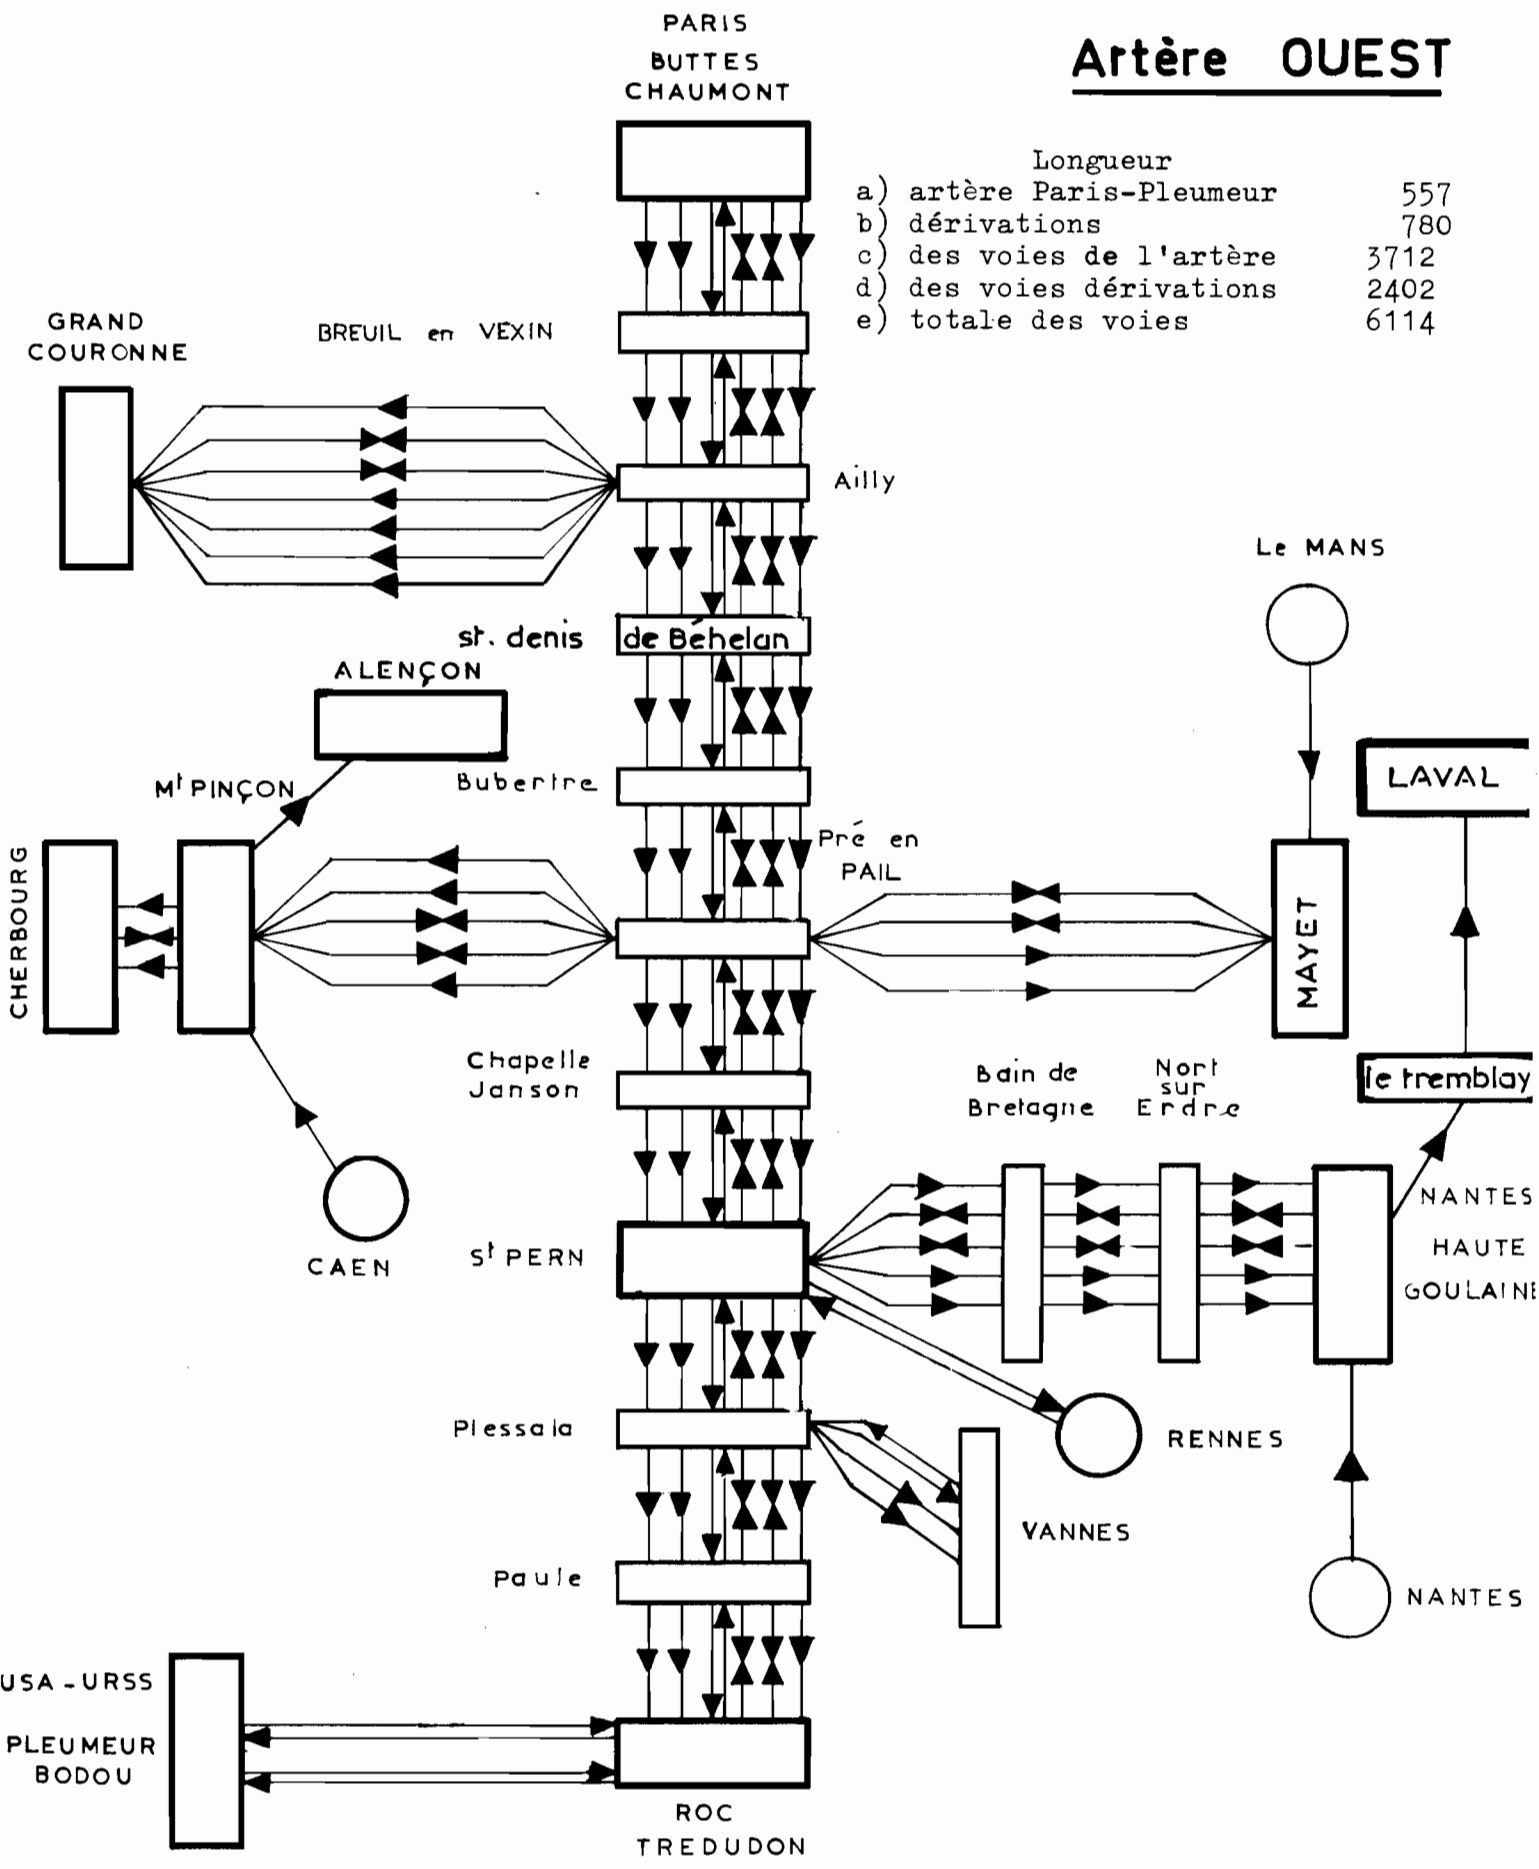 PARIS
BUTTES
CHAUMONT
Artère OUEST
Longueur
a) artère Paris-Pleumeur 557
b) dérivations 780
c) des voies de l'artère 3712
d) des voies dérivations 2402
e) totale des voies 6114
GRAND
COURONNE
BREUIL en VEXIN
Ailly
Le MANS
st. denis de Béhelan
ALENÇON
LAVAL
Mt PINÇON
Bubertre
Pré en
PAIL
CHERBOURG
MAYET
Chapelle
Janson
Bain de
Bretagne
Nort
sur
Erdre
le tremblay
NANTES
HAUTE
GOULAINE
St PERN
CAEN
Plessala
RENNES
VANNES
Paule
NANTES
USA-URSS
PLEUMEUR
BODOU
ROC
TREDUDON